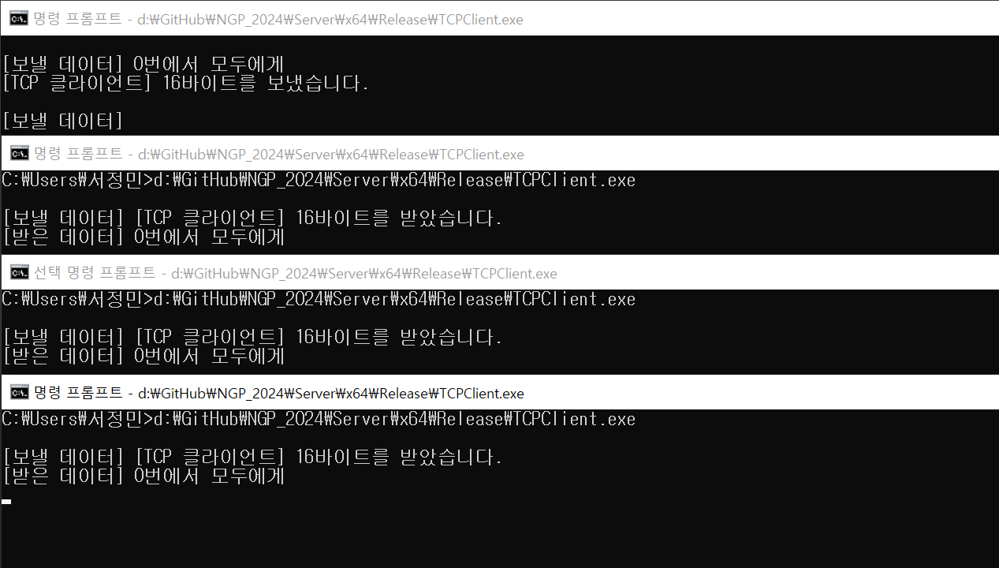 명령 프롬프트 - d:₩GitHub₩NGP_2024₩Server₩x64₩Release₩TCPClient.exe
[보낼 데이터] 0번에서 모두에게
[TCP 클라이언트] 16바이트를 보냈습니다.
[보낼 데이터]
명령 프롬프트 - d:₩GitHub₩NGP_2024₩Server₩x64₩Release₩TCPClient.exe
C:₩Users₩서정민>d:₩GitHub₩NGP_2024₩Server₩x64₩Release₩TCPClient.exe
[보낼 데이터] [TCP 클라이언트] 16바이트를 받았습니다.
[받은 데이터] 0번에서 모두에게
선택 명령 프롬프트 - d:₩GitHub₩NGP_2024₩Server₩x64₩Release₩TCPClient.exe
C:₩Users₩서정민>d:₩GitHub₩NGP_2024₩Server₩x64₩Release₩TCPClient.exe
[보낼 데이터] [TCP 클라이언트] 16바이트를 받았습니다.
[받은 데이터] 0번에서 모두에게
명령 프롬프트 - d:₩GitHub₩NGP_2024₩Server₩x64₩Release₩TCPClient.exe
C:₩Users₩서정민>d:₩GitHub₩NGP_2024₩Server₩x64₩Release₩TCPClient.exe
[보낼 데이터] [TCP 클라이언트] 16바이트를 받았습니다.
[받은 데이터] 0번에서 모두에게